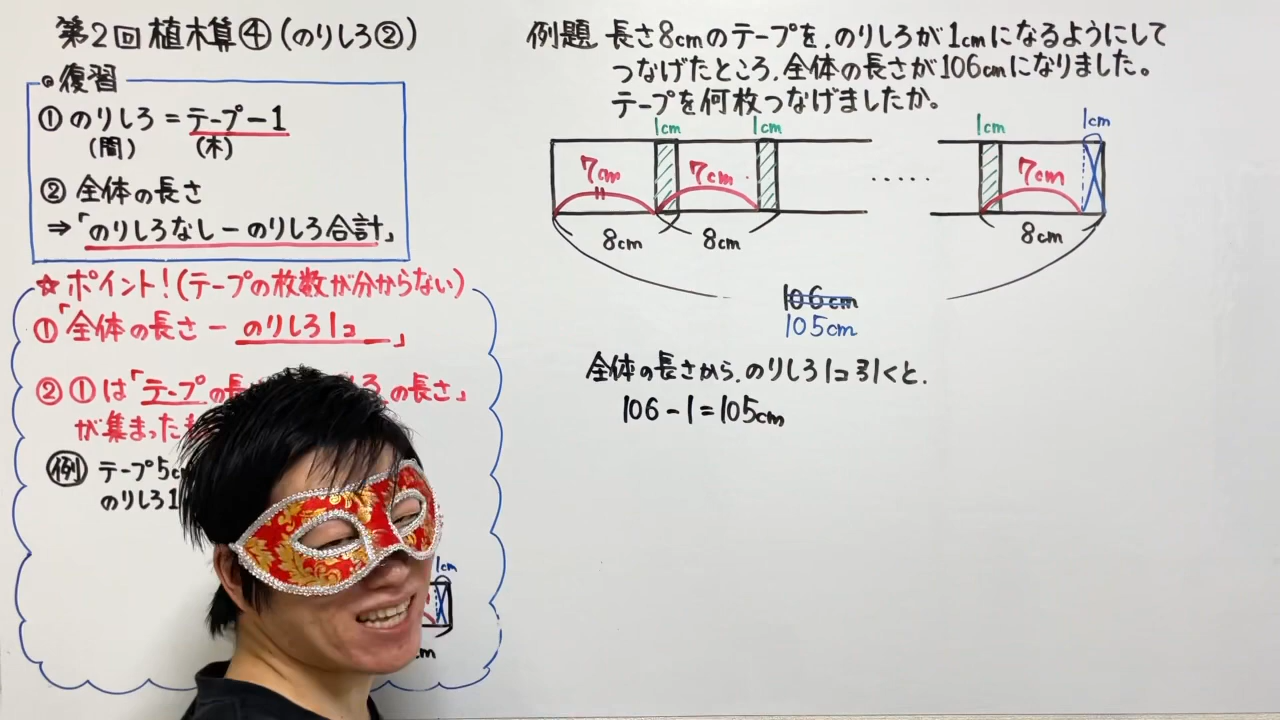 第2回 植木算④(のりしろ②)
復習
① のりしろ = テープ-1
(間) (木)
② 全体の長さ
⇒「のりしろなし-のりしろ合計」
☆ポイント!(テープの枚数が分からない)
①「全体の長さ - のりしろ1コ」
② ①は「テープの長 の長さ」
が集まった
例 テープ5c
のりしろ1
1cm
m
例題 長さ8cmのテープを、のりしろが1cmになるようにして
つなげたところ、全体の長さが106cmになりました。
テープを何枚つなげましたか。
1cm 1cm 1cm 1cm
7cm 7cm ・・・・・ 7cm
8cm 8cm 8cm
106cm
105cm
全体の長さから、のりしろ1コ引くと、
106-1=105cm